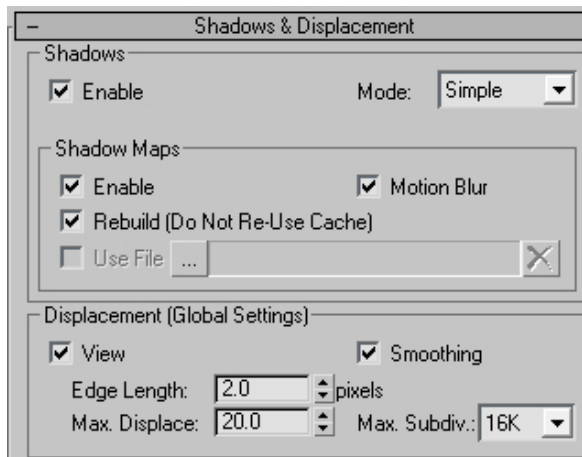 Shadows & Displacement
Shadows
Enable Mode: Simple
Shadow Maps
Enable Motion Blur
Rebuild (Do Not Re-Use Cache)
Use File ...
Displacement (Global Settings)
View Smoothing
Edge Length: 2.0 pixels
Max. Displace: 20.0 Max. Subdiv.: 16K